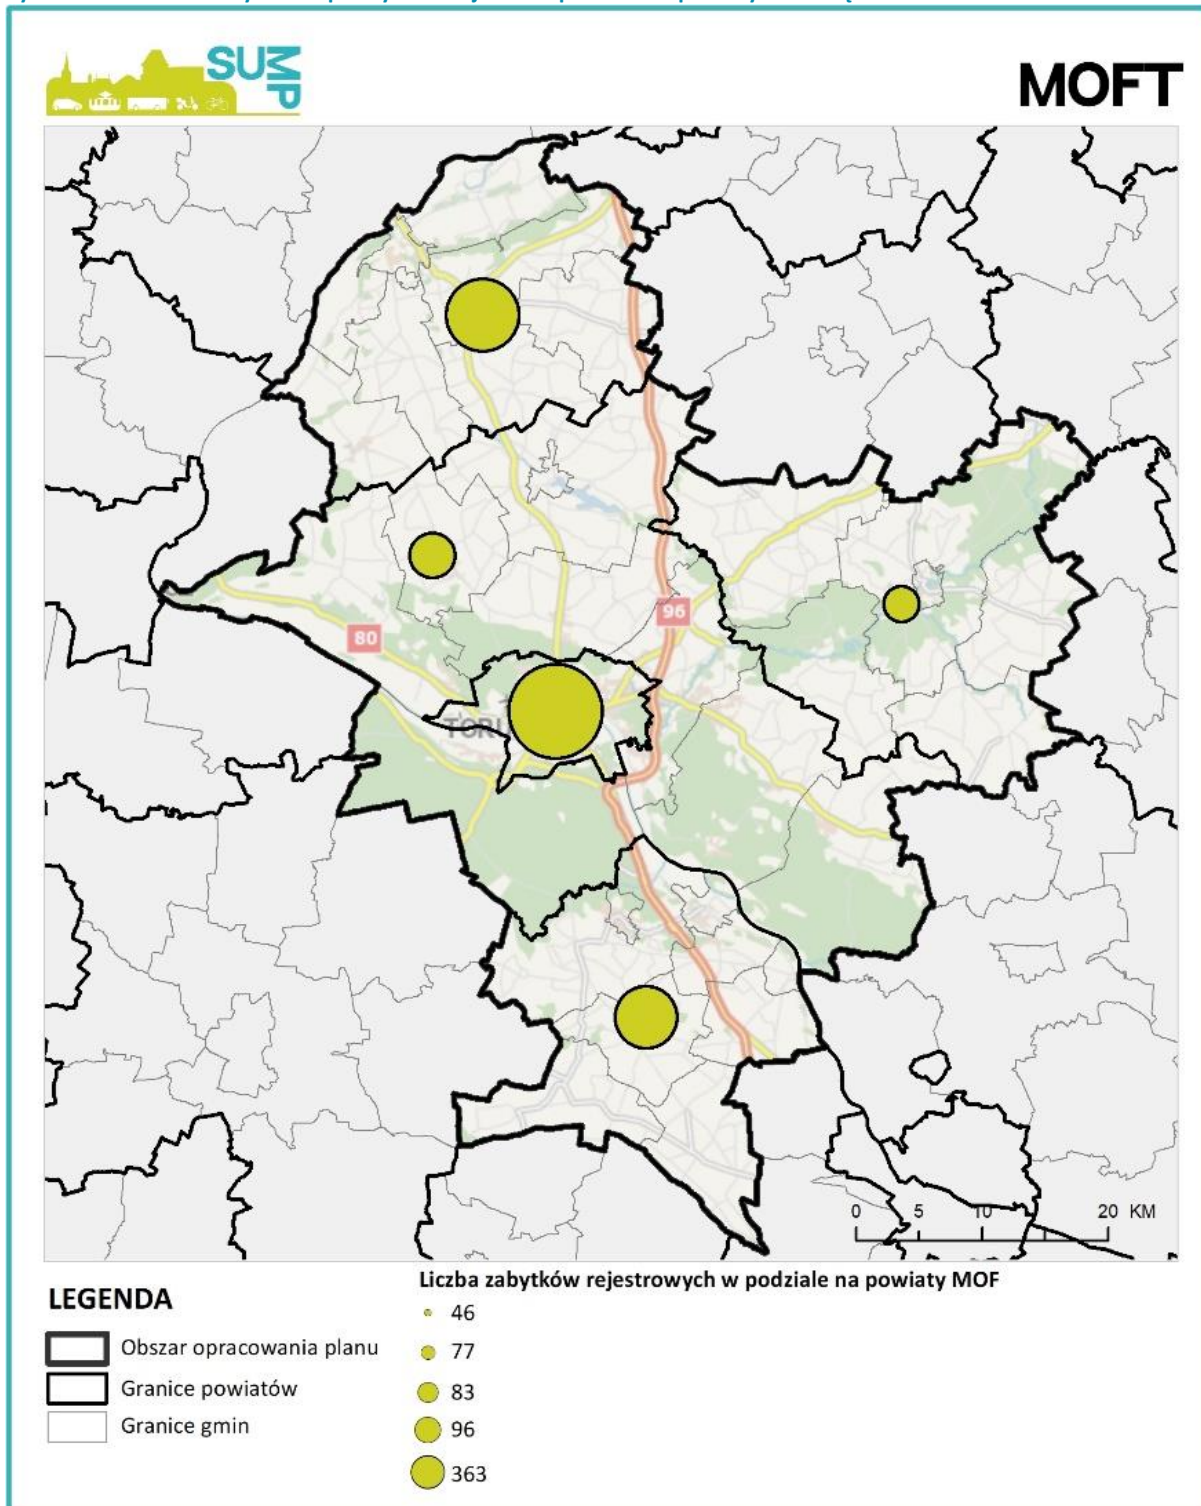 SUMP
MOFT
80
96
TORU
0 5 10 20 KM
LEGENDA
Obszar opracowania planu
Granice powiatów
Granice gmin
Liczba zabytków rejestrowych w podziale na powiaty MOF
46
77
83
96
363